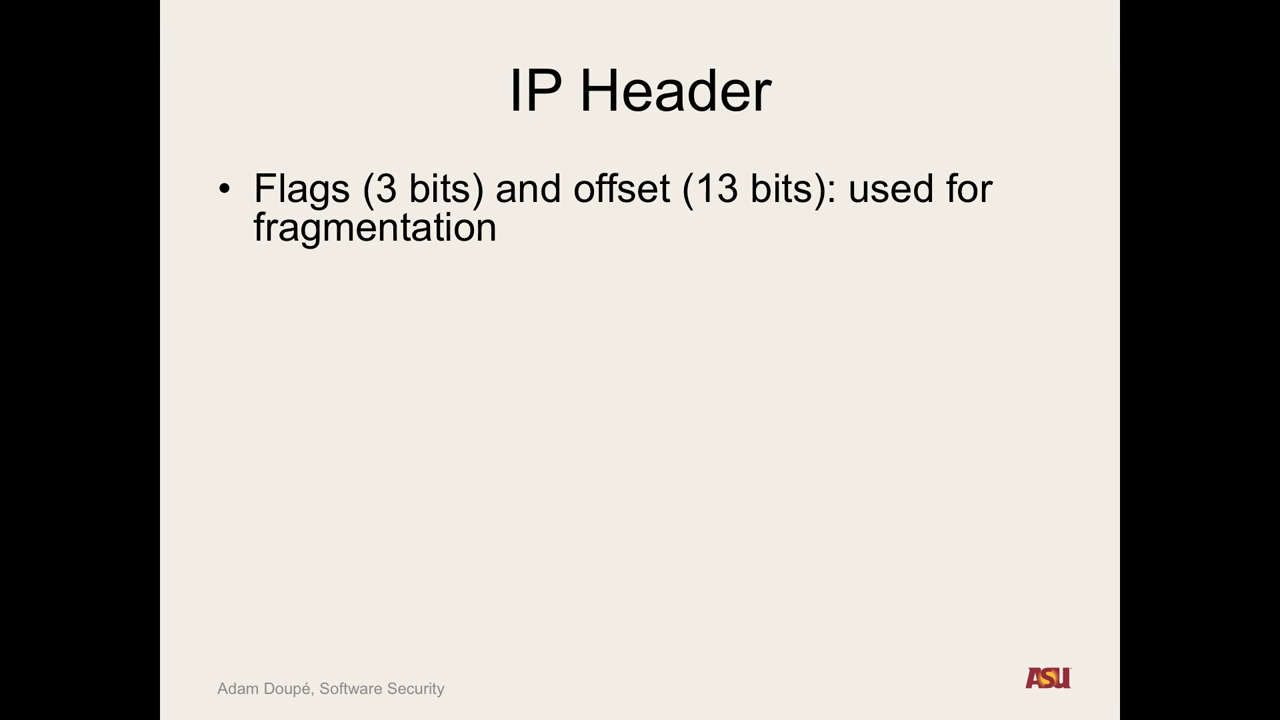 IP Header
• Flags (3 bits) and offset (13 bits): used for
fragmentation
Adam Doupé, Software Security
ASU